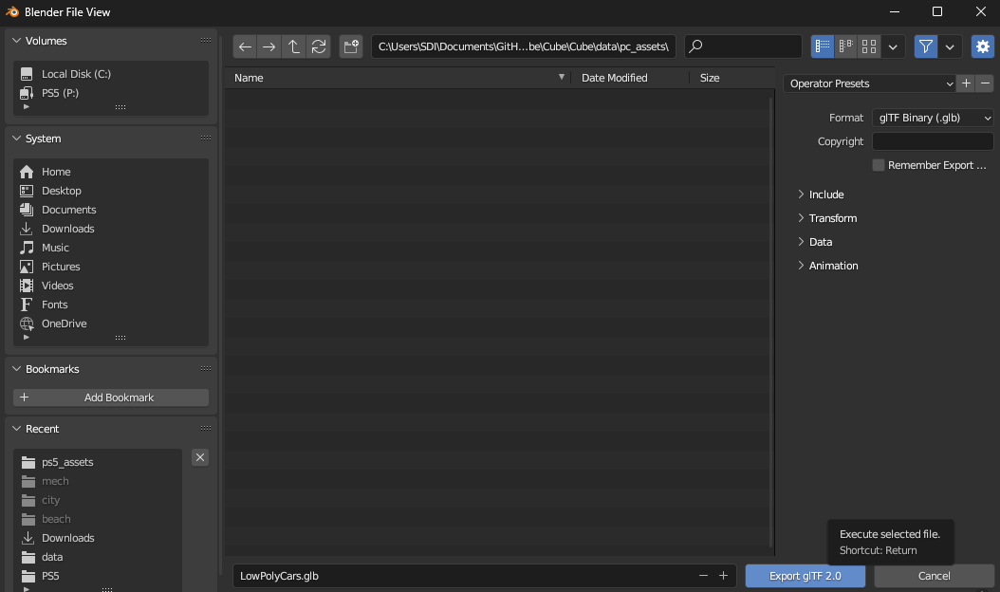 Blender File View
Volumes
Local Disk (C:)
PS5 (P:)
System
Home
Desktop
Documents
Downloads
Music
Pictures
Videos
Fonts
OneDrive
Bookmarks
Add Bookmark
Recent
ps5_assets
mech
city
beach
Downloads
data
PS5
C:\Users\SDI\Documents\GitH...be\Cube\Cube\data\pc_assets\
Name Date Modified Size
LowPolyCars.glb
Operator Presets
Format glTF Binary (.glb)
Copyright
Remember Export ...
Include
Transform
Data
Animation
Execute selected file.
Shortcut: Return
Export glTF 2.0 Cancel